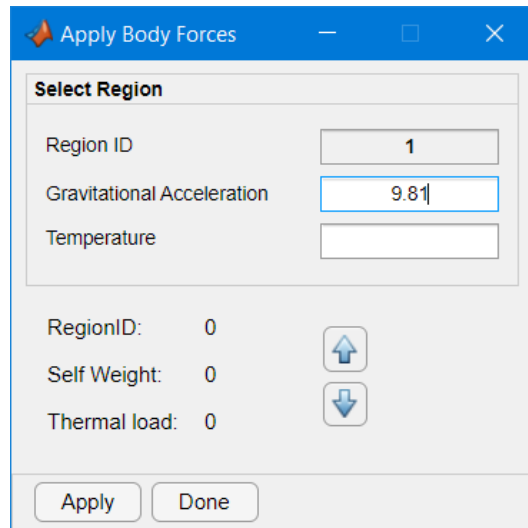 Apply Body Forces
Select Region
Region ID 1
Gravitational Acceleration 9.81
Temperature
RegionID: 0
Self Weight: 0
Thermal load: 0
Apply Done